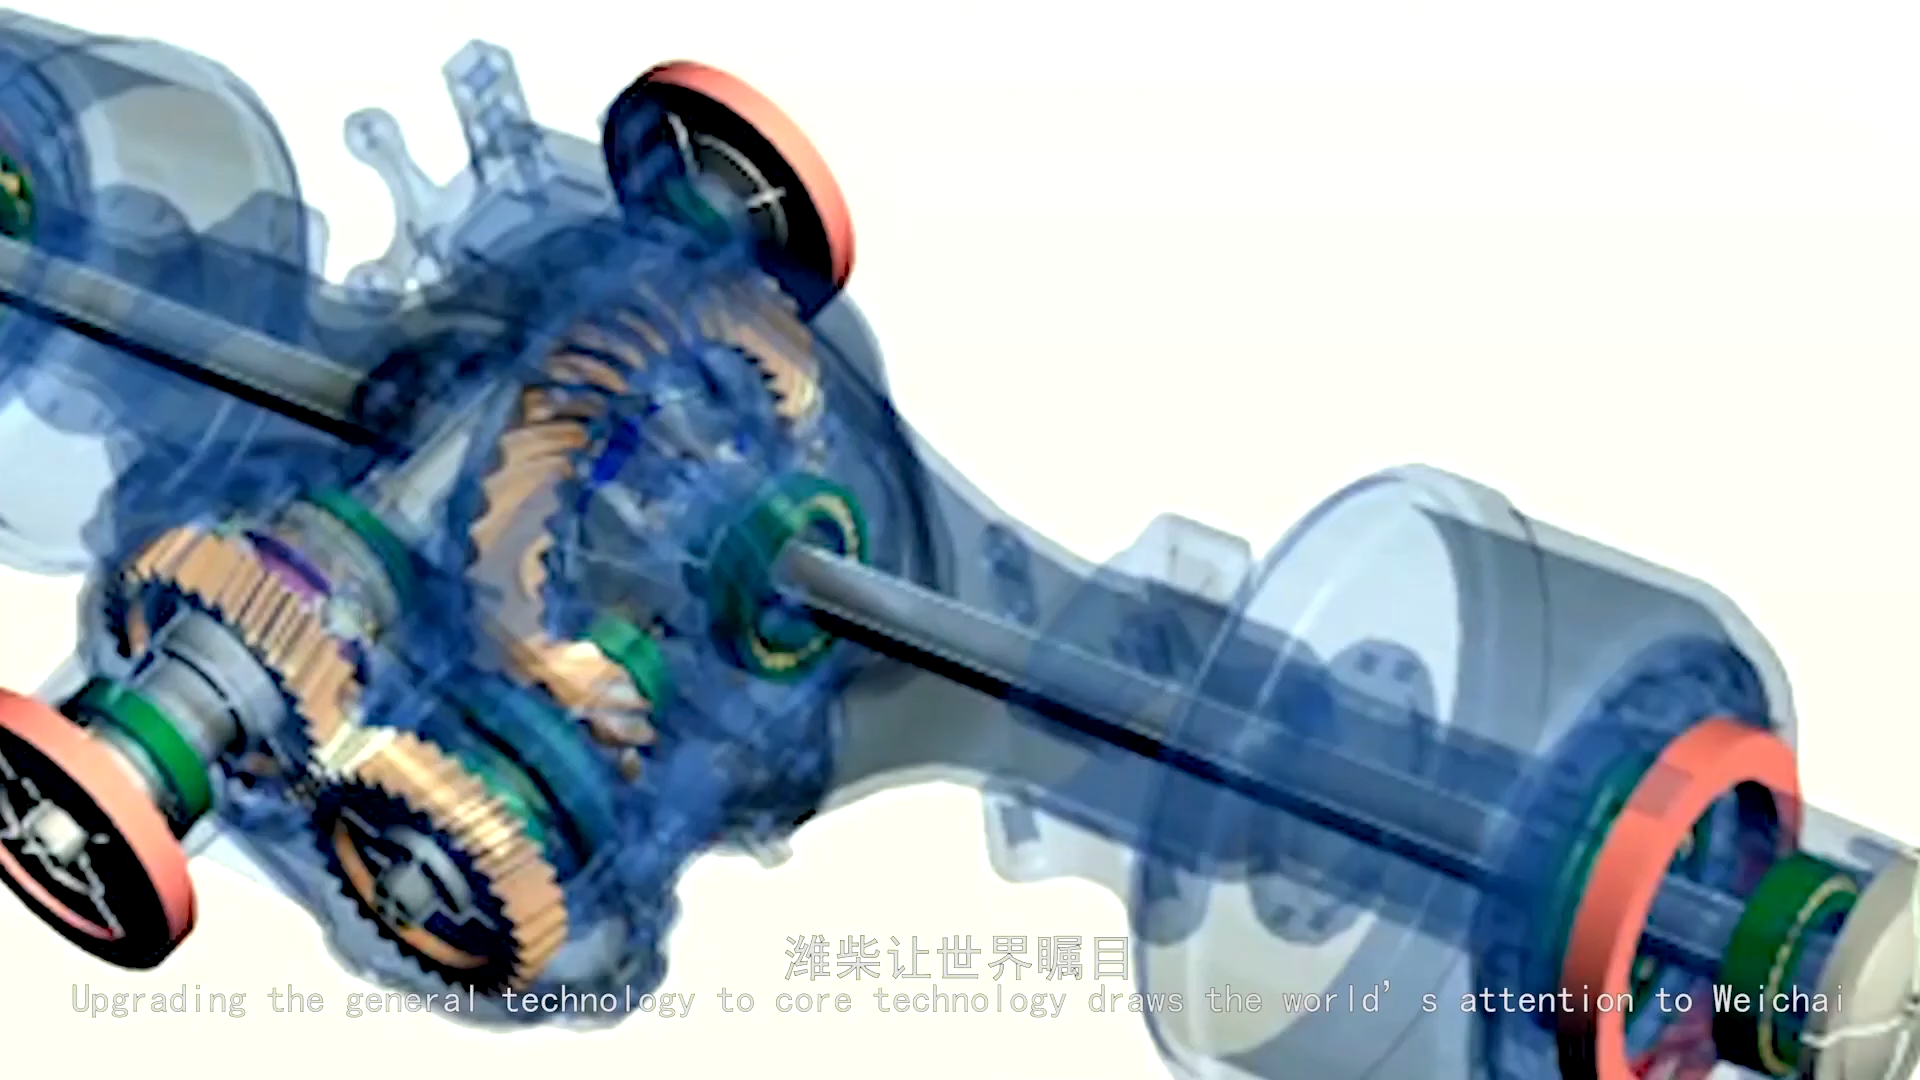 潍柴让世界瞩目
Upgrading the general technology to core technology draws the world's attention to Weichai